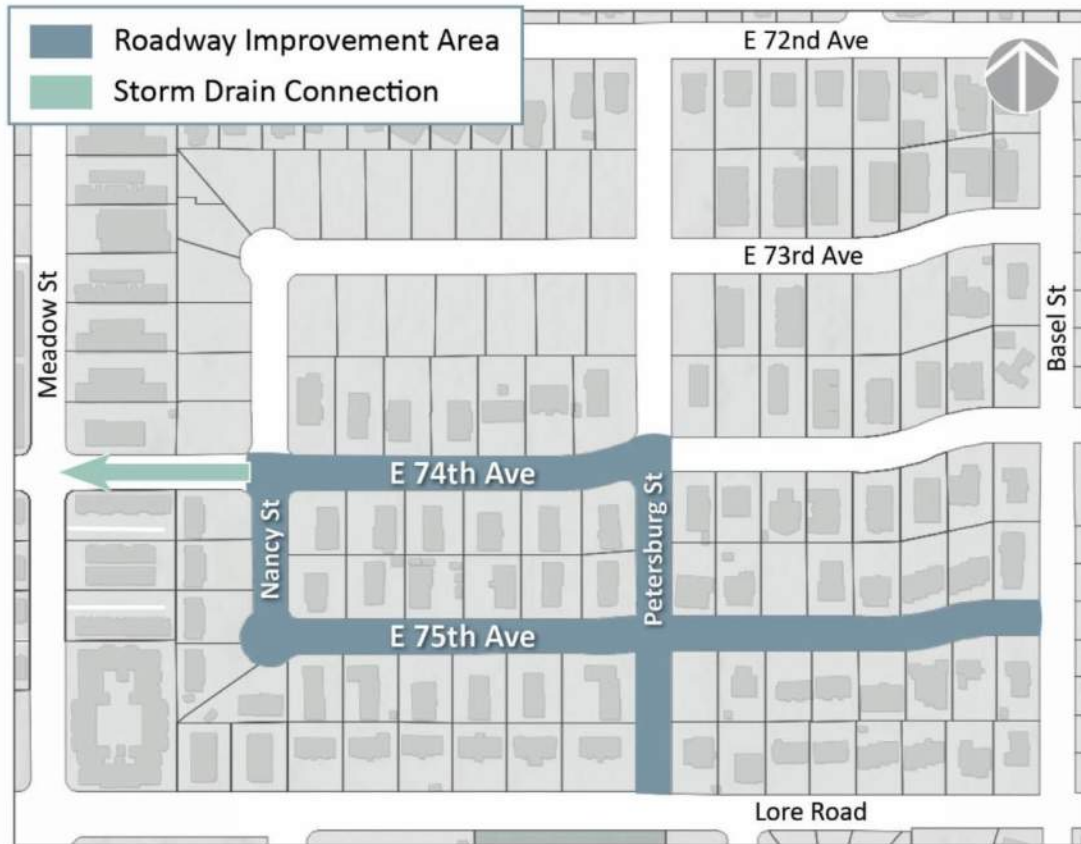 Roadway Improvement Area
Storm Drain Connection
E 72nd Ave
E 73rd Ave
Meadow St
Basel St
E 74th Ave
Nancy St
Petersburg St
E 75th Ave
Lore Road